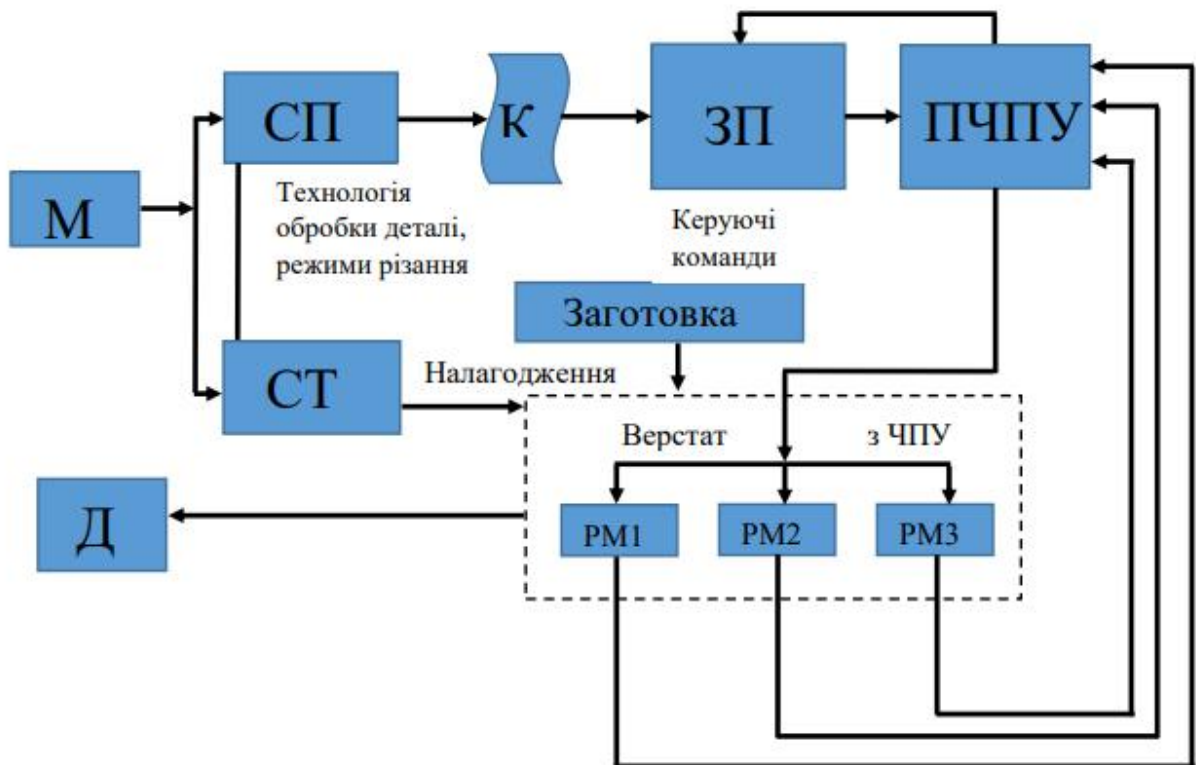 СП
К
ЗП
ПЧПУ
М
Технологія
обробки деталі,
режими різання
Керуючі
команди
Заготовка
СТ
Налагодження
Верстат з ЧПУ
Д
РМ1
РМ2
РМ3